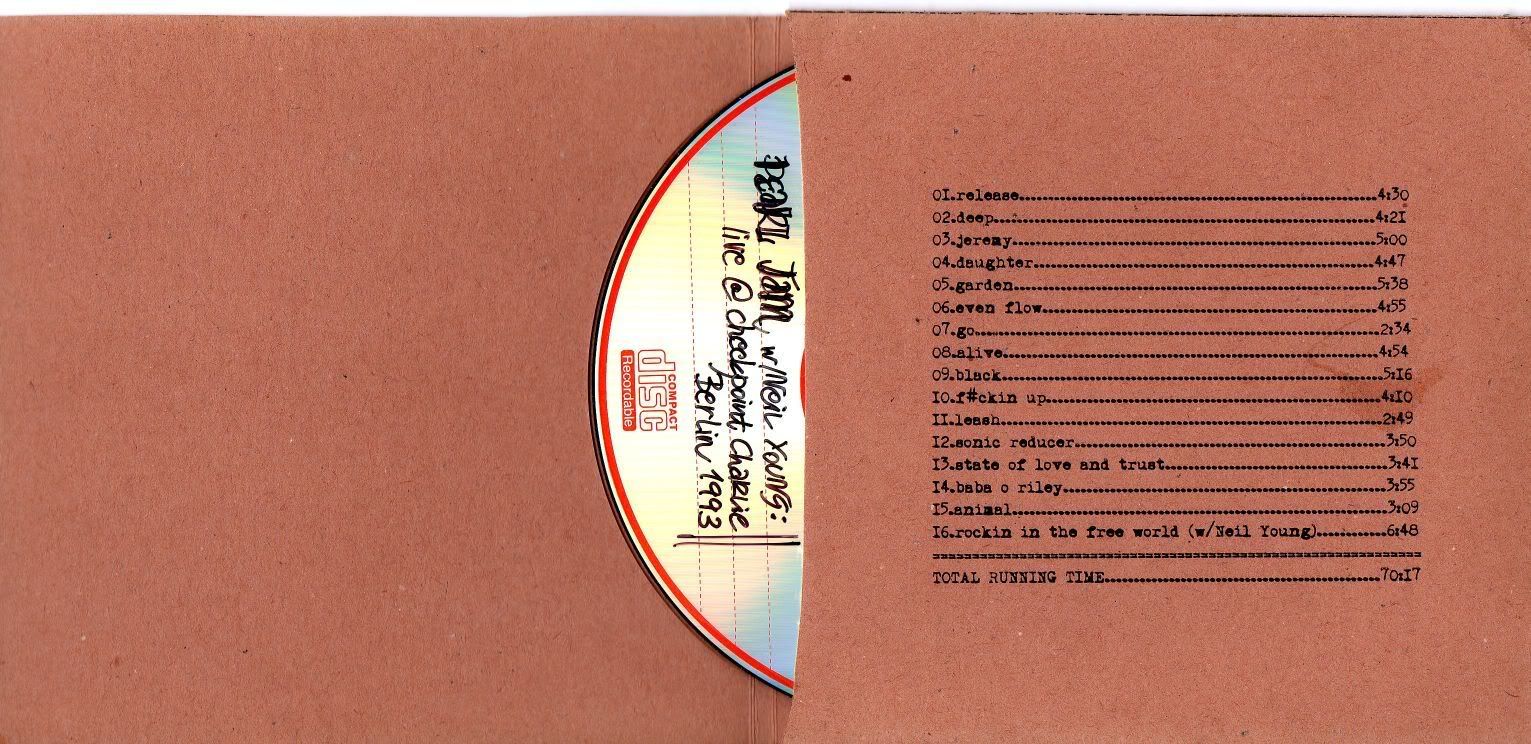 PEARL JAM, w/Neil Young:
live @ checkpoint Charlie
Berlin 1993
COMPACT
disc
Recordable
01.release......................................................4:30
02.deep.........................................................4:21
03.jeremy.......................................................5:00
04.daughter.....................................................4:47
05.garden.......................................................5:38
06.even flow....................................................4:55
07.go...........................................................2:34
08.alive........................................................4:54
09.black........................................................5:16
10.f#ckin up....................................................4:10
11.leash........................................................2:49
12.sonic reducer................................................3:50
13.state of love and trust......................................3:41
14.baba o riley.................................................3:55
15.animal.......................................................3:09
16.rockin in the free world (w/Neil Young)............6:48
==============================================================
TOTAL RUNNING TIME..............................................70:17